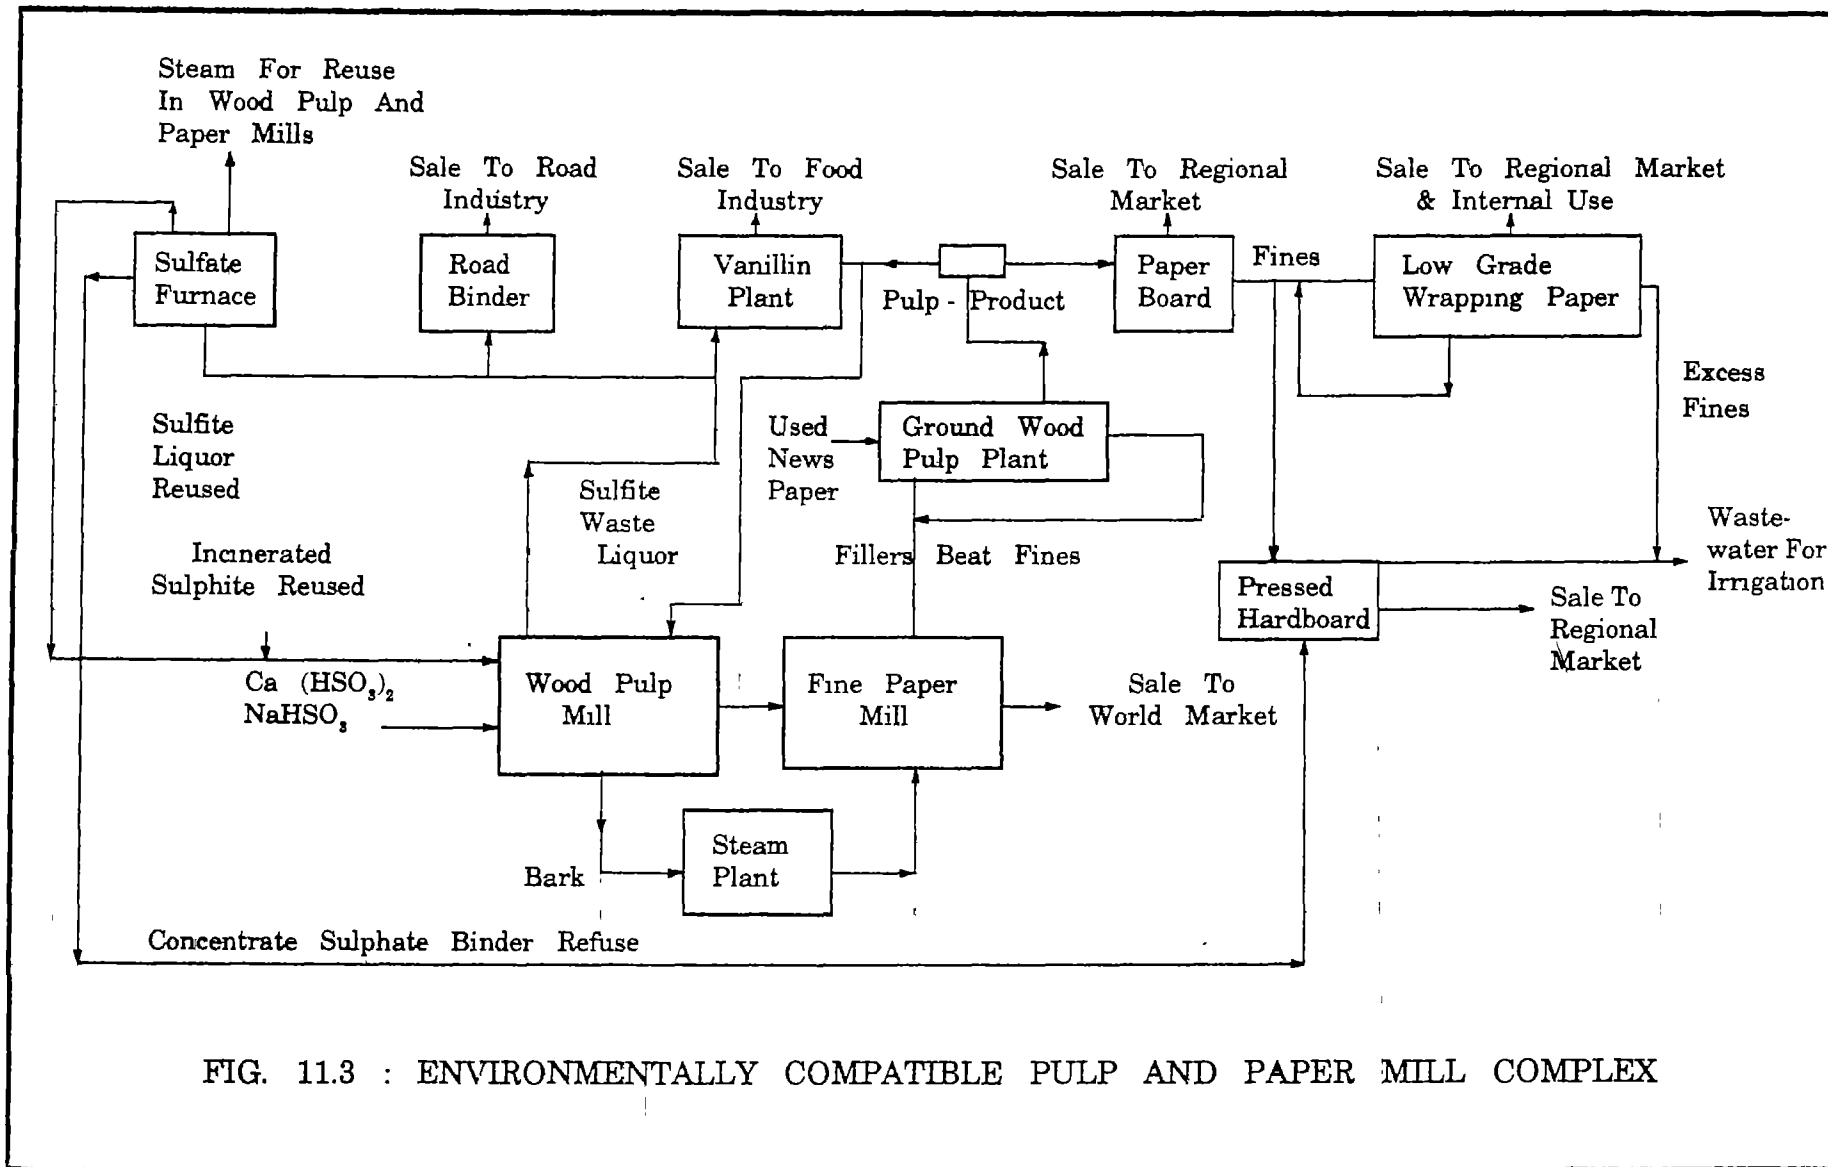 Steam For Reuse
In Wood Pulp And
Paper Mills
Sale To Road
Industry
Sale To Food
Industry
Sale To Regional
Market
Sale To Regional Market
& Internal Use
Sulfate
Furnace
Road
Binder
Vanillin
Plant
Pulp - Product
Paper
Board
Fines
Low Grade
Wrapping Paper
Excess
Fines
Sulfite
Liquor
Reused
Used
News
Paper
Ground Wood
Pulp Plant
Sulfite
Waste
Liquor
Fillers Beat Fines
Waste-
water For
Irrigation
Incinerated
Sulphite Reused
Pressed
Hardboard
Sale To
Regional
Market
Ca (HSO₃)₂
NaHSO₃
Wood Pulp
Mill
Fine Paper
Mill
Sale To
World Market
Bark
Steam
Plant
Concentrate Sulphate Binder Refuse
FIG. 11.3 : ENVIRONMENTALLY COMPATIBLE PULP AND PAPER MILL COMPLEX